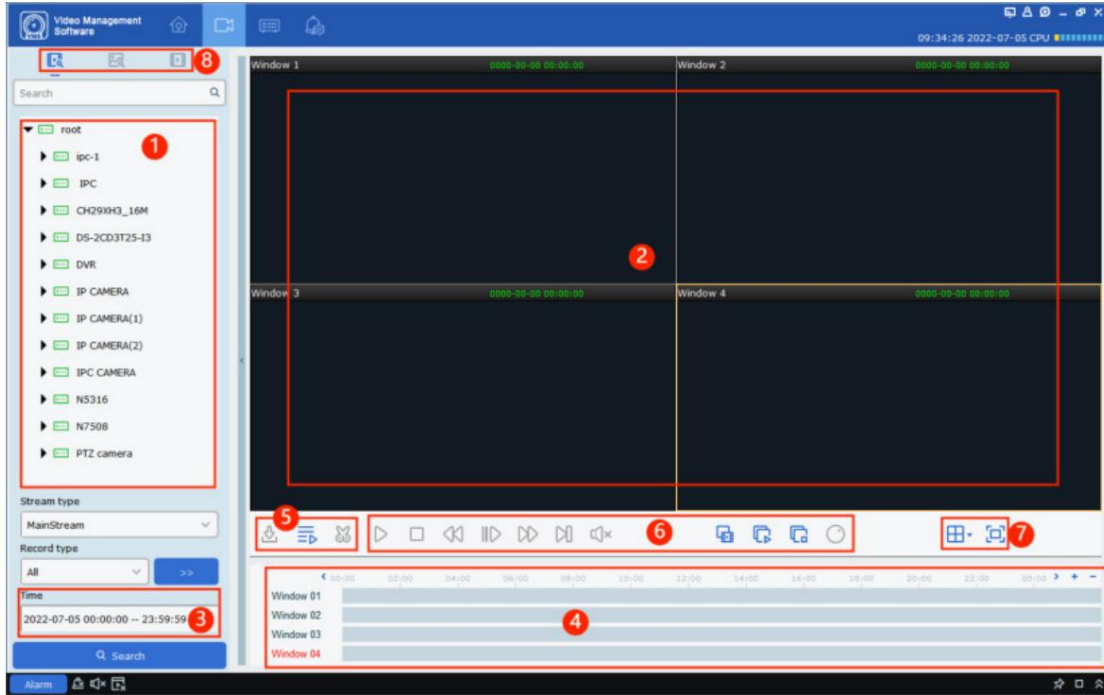 Video Management
Software
09:34:26 2022-07-05 CPU
8
Search
root
1
ipc-1
IPC
CH29XH3_16M
DS-2CD3T25-I3
DVR
IP CAMERA
IP CAMERA(1)
IP CAMERA(2)
IPC CAMERA
N5316
N7508
PTZ camera
Stream type
MainStream
Record type
All
>>
Time
2022-07-05 00:00:00 -- 23:59:59
3
Search
Window 1 0000-00-00 00:00:00
Window 2 0000-00-00 00:00:00
2
Window 3 0000-00-00 00:00:00
Window 4 0000-00-00 00:00:00
5
6
7
00:00 02:00 04:00 06:00 08:00 10:00 12:00 14:00 16:00 18:00 20:00 22:00 00:00 + -
Window 01
Window 02
4
Window 03
Window 04
Alarm